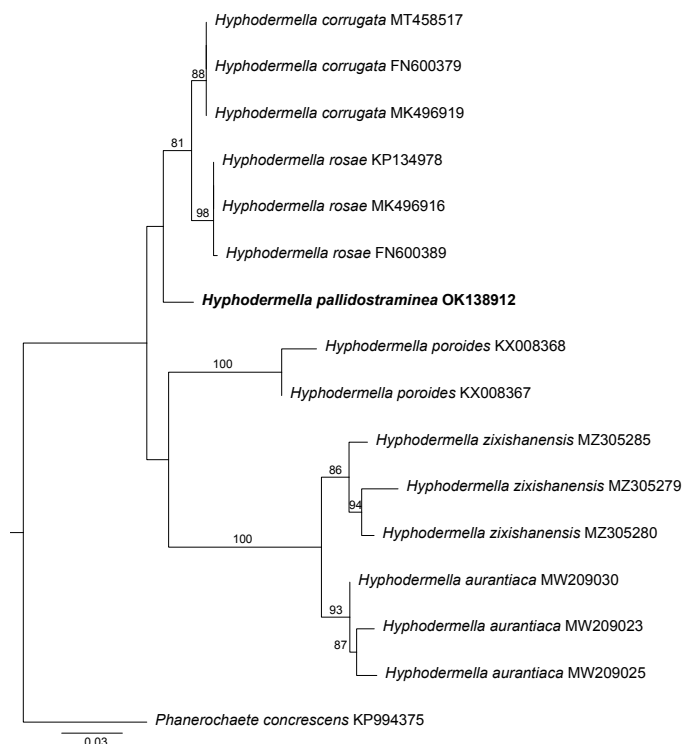 Hyphodermella corrugata MT458517
88
Hyphodermella corrugata FN600379
Hyphodermella corrugata MK496919
81
Hyphodermella rosae KP134978
98
Hyphodermella rosae MK496916
Hyphodermella rosae FN600389
Hyphodermella pallidostraminea OK138912
Hyphodermella poroides KX008368
100
Hyphodermella poroides KX008367
Hyphodermella zixishanensis MZ305285
86
Hyphodermella zixishanensis MZ305279
94
Hyphodermella zixishanensis MZ305280
100
Hyphodermella aurantiaca MW209030
93
Hyphodermella aurantiaca MW209023
87
Hyphodermella aurantiaca MW209025
Phanerochaete concrescens KP994375
0.03